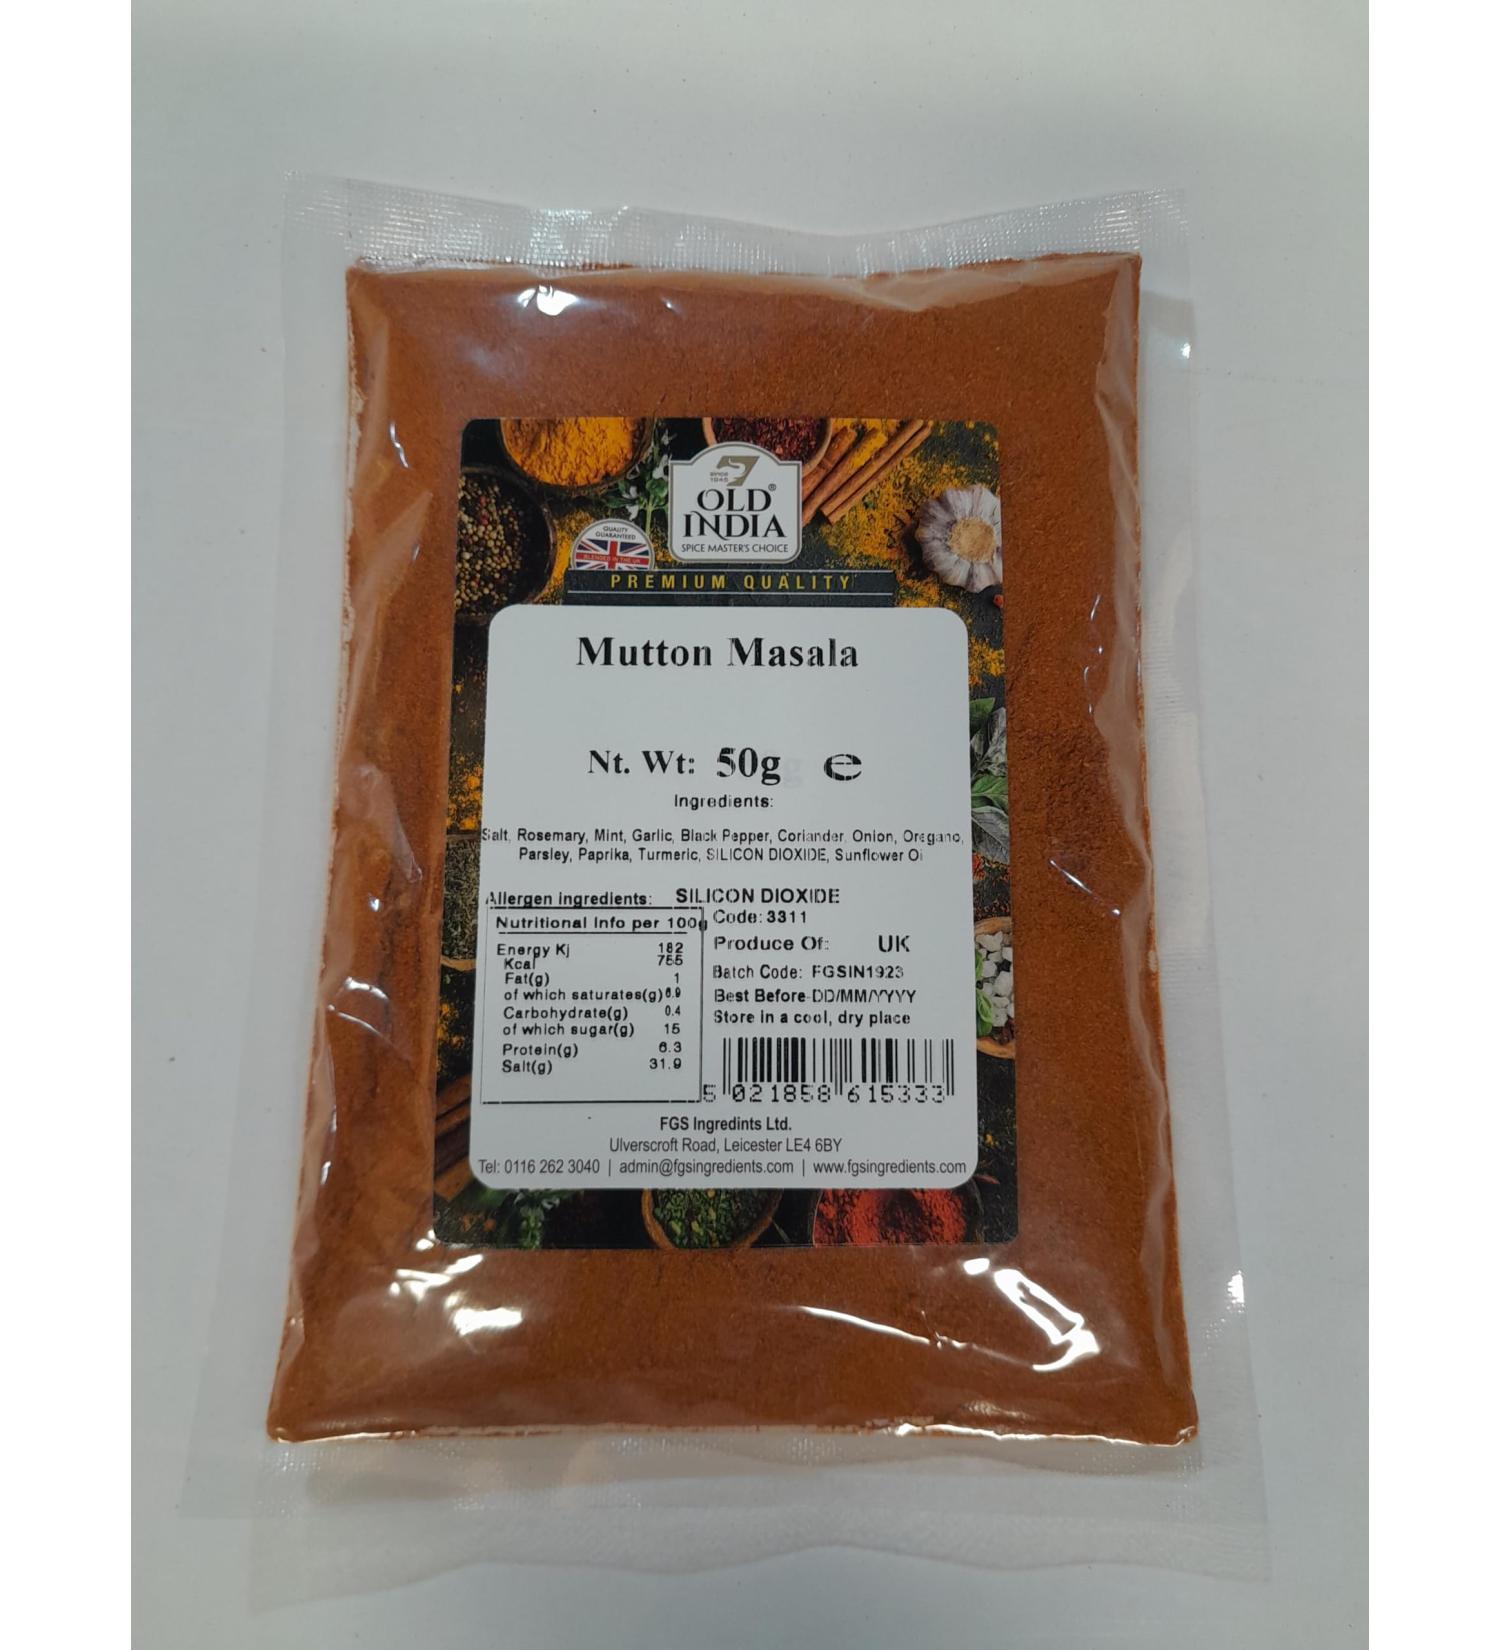 SINCE
1945
OLD®
INDIA
SPICE MASTER'S CHOICE
QUALITY
GUARANTEED
BLENDED IN THE UK
PREMIUM QUALITY
Mutton Masala
Nt. Wt: 50g e
Ingredients:
Salt, Rosemary, Mint, Garlic, Black Pepper, Coriander, Onion, Oregano,
Parsley, Paprika, Turmeric, SILICON DIOXIDE, Sunflower Oi
Allergen ingredients: SILICON DIOXIDE
Nutritional Info per 100g
Energy Kj 182
Kcal 755
Fat(g) 1
of which saturates(g) 6.9
Carbohydrate(g) 0.4
of which sugar(g) 15
Protein(g) 6.3
Salt(g) 31.9
Code: 3311
Produce Of: UK
Batch Code: FGSIN1923
Best Before DD/MM/YYYY
Store in a cool, dry place
5 021858 615333
FGS Ingredints Ltd.
Ulverscroft Road, Leicester LE4 6BY
Tel: 0116 262 3040 | admin@fgsingredients.com | www.fgsingredients.com